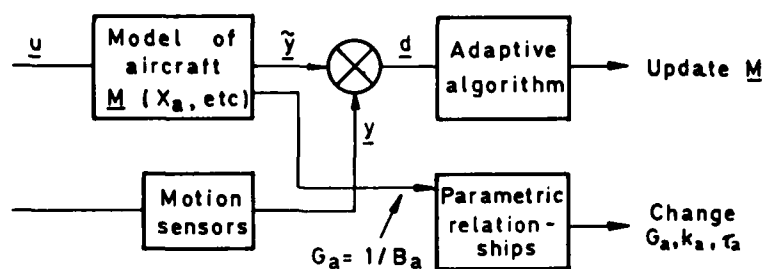 u
Model of
aircraft
M (Xa, etc)
ỹ
d
Adaptive
algorithm
Update M
y
Motion
sensors
Ga = 1/Ba
Parametric
relation-
ships
Change
Ga, ka, τa